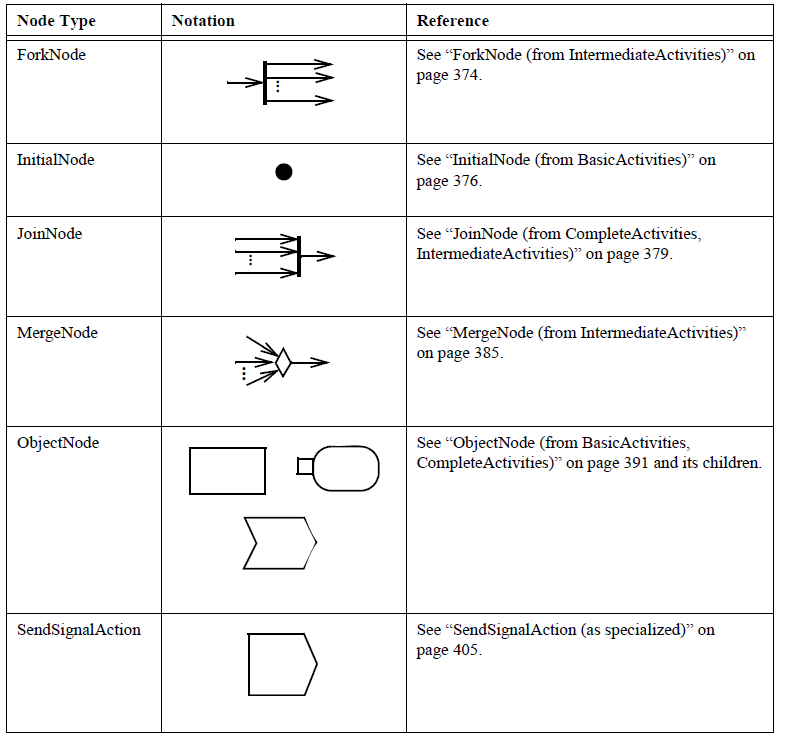 Node Type Notation Reference
ForkNode See “ForkNode (from IntermediateActivities)” on
page 374.
InitialNode See “InitialNode (from BasicActivities)” on
page 376.
JoinNode See “JoinNode (from CompleteActivities,
IntermediateActivities)” on page 379.
MergeNode See “MergeNode (from IntermediateActivities)”
on page 385.
ObjectNode See “ObjectNode (from BasicActivities,
CompleteActivities)” on page 391 and its children.
SendSignalAction See “SendSignalAction (as specialized)” on
page 405.